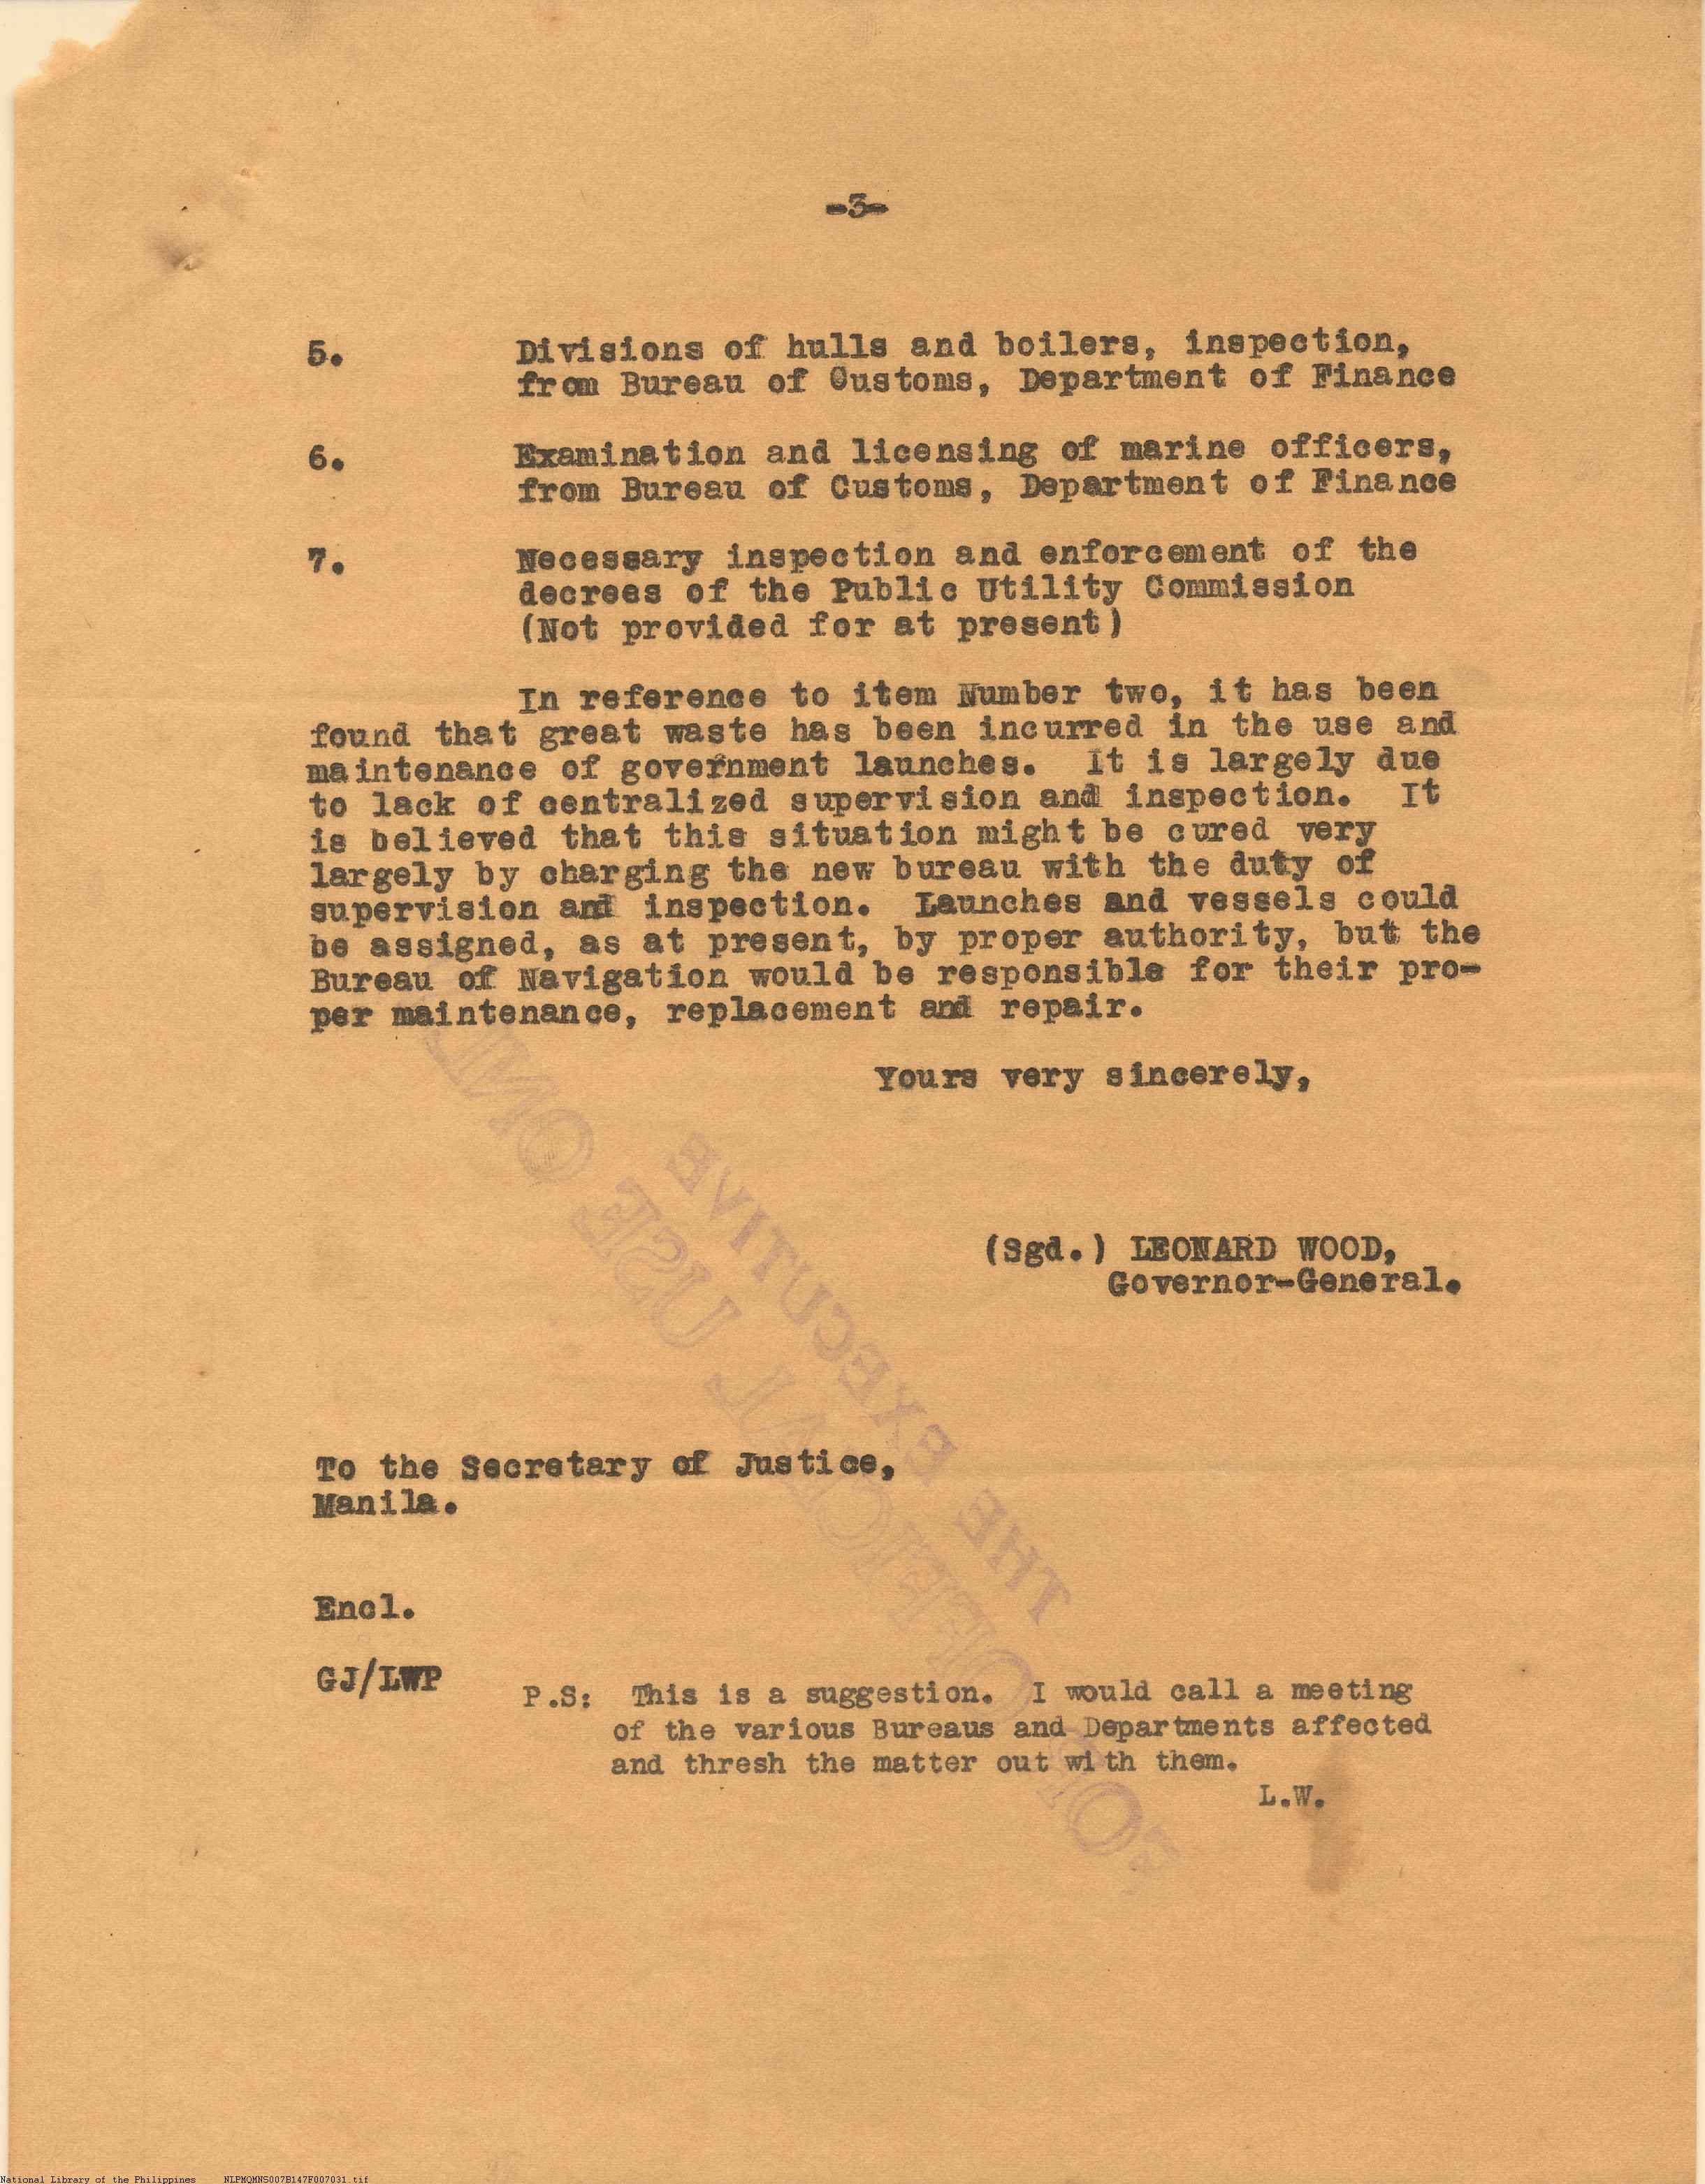 -3-
5. Divisions of hulls and boilers, inspection,
from Bureau of Customs, Department of Finance
6. Examination and licensing of marine officers,
from Bureau of Customs, Department of Finance
7. Necessary inspection and enforcement of the
decrees of the Public Utility Commission
(Not provided for at present)
In reference to item Number two, it has been
found that great waste has been incurred in the use and
maintenance of government launches. It is largely due
to lack of centralized supervision and inspection. It
is believed that this situation might be cured very
largely by charging the new bureau with the duty of
supervision and inspection. Launches and vessels could
be assigned, as at present, by proper authority, but the
Bureau of Navigation would be responsible for their pro-
per maintenance, replacement and repair.
Yours very sincerely,
(Sgd.) LEONARD WOOD,
Governor-General.
To the Secretary of Justice,
Manila.
Encl.
GJ/LWP
P.S: This is a suggestion. I would call a meeting
of the various Bureaus and Departments affected
and thresh the matter out with them.
L.W.
THE EXECUTIVE
FOR OFFICIAL USE ONLY
National Library of the Philippines NLPMQMNS007B147F007031.tif